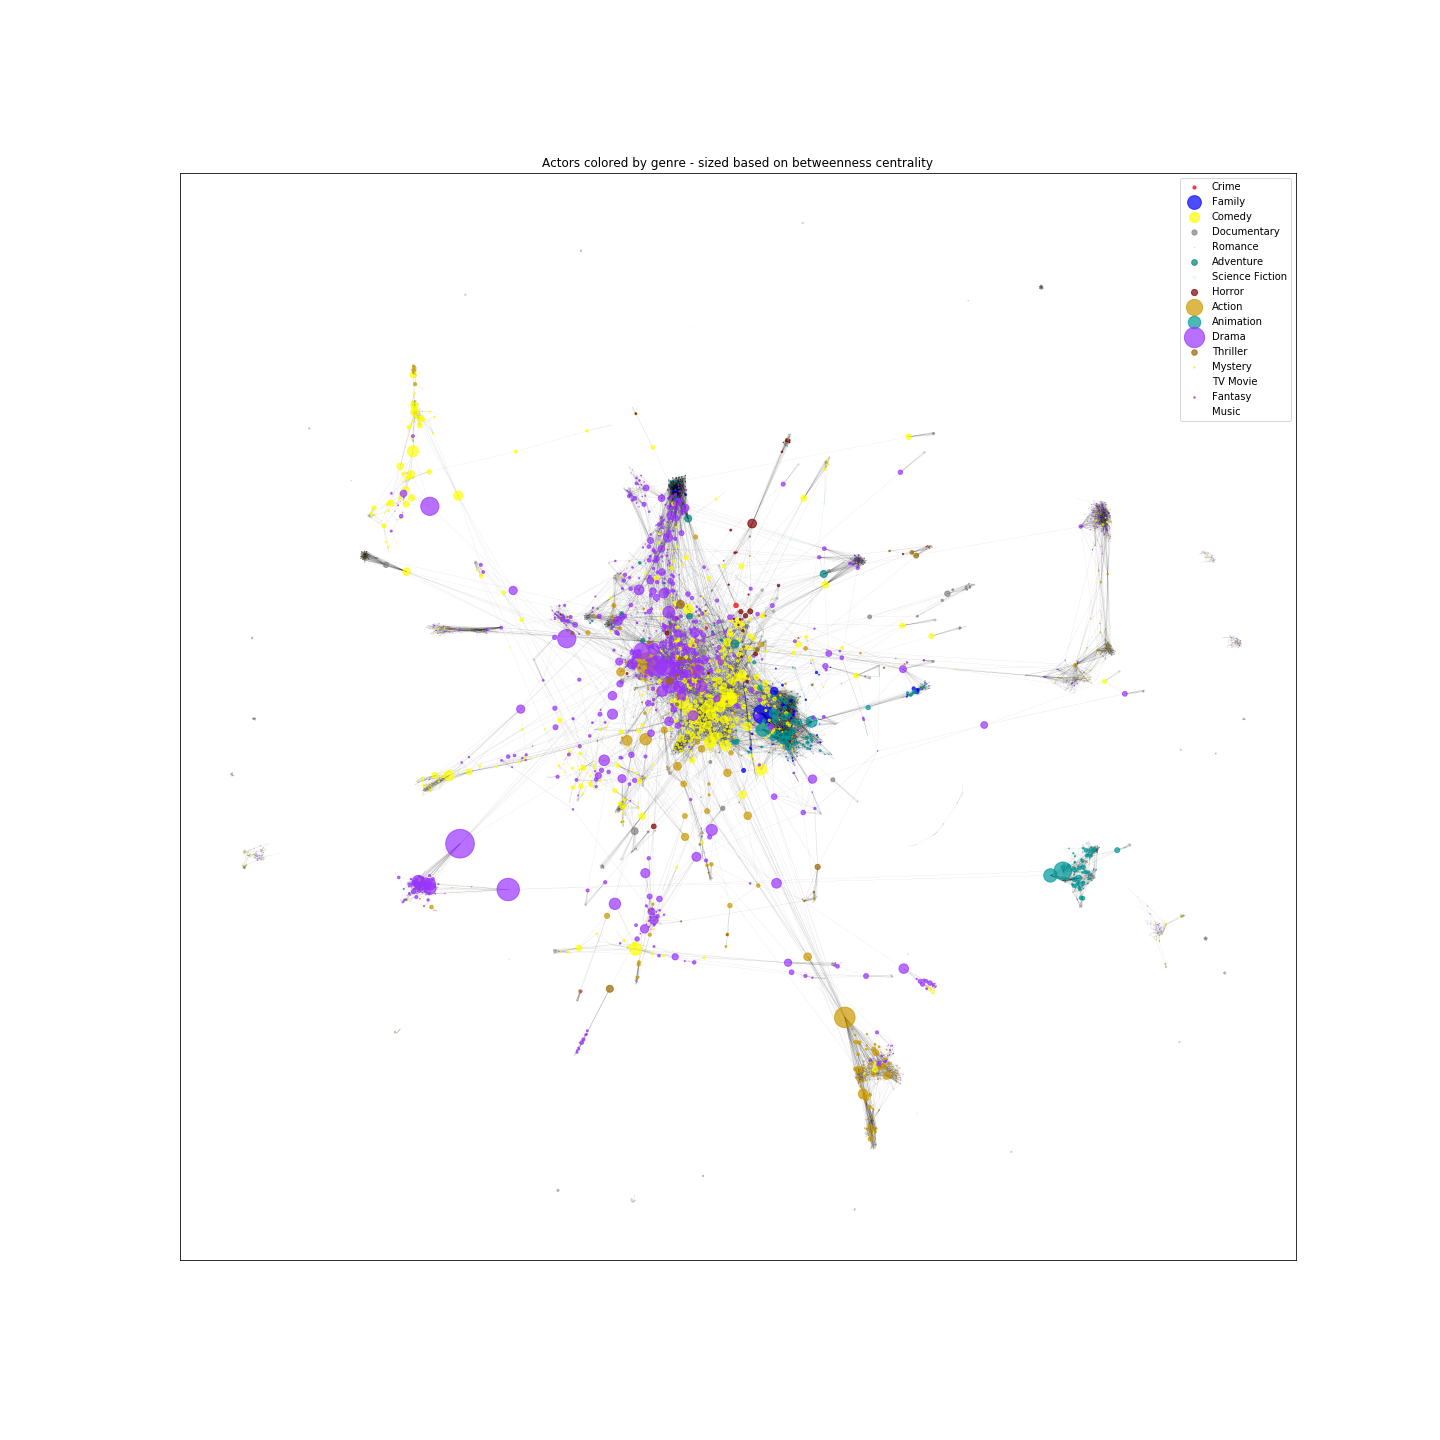 Actors colored by genre - sized based on betweenness centrality
Crime
Family
Comedy
Documentary
Romance
Adventure
Science Fiction
Horror
Action
Animation
Drama
Thriller
Mystery
TV Movie
Fantasy
Music